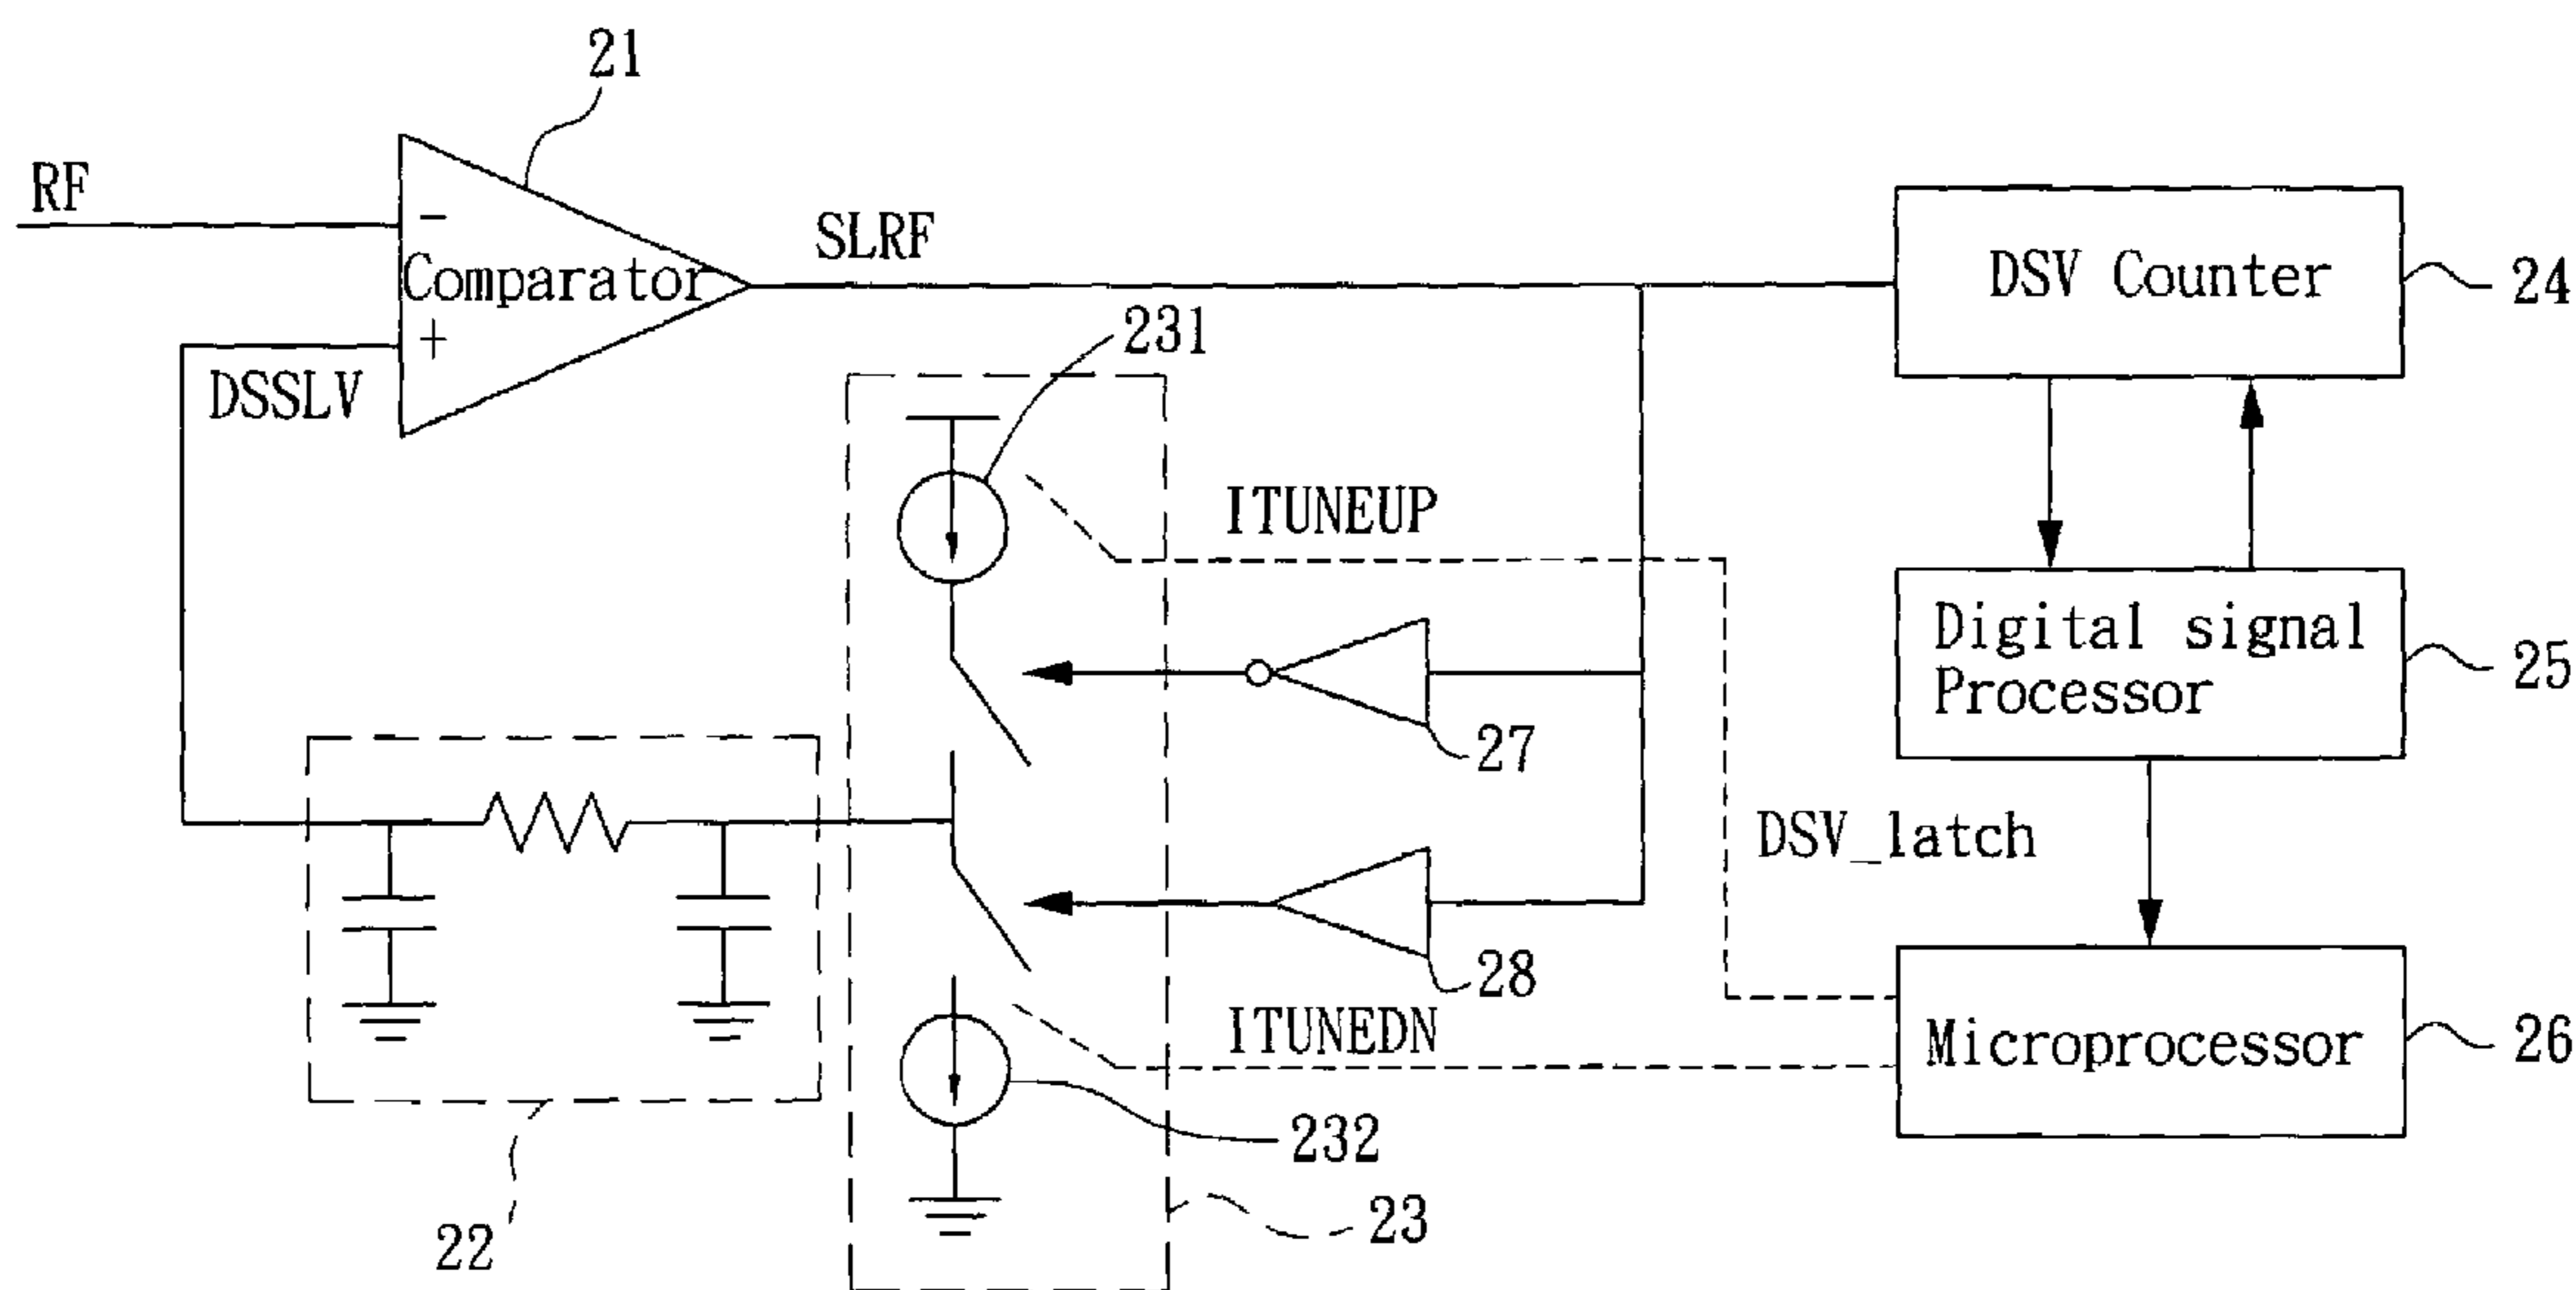 21
RF
−
Comparator
+
SLRF
DSV Counter
24
231
DSSLV
ITUNEUP
Digital signal
Processor
25
27
DSV_latch
28
ITUNEDN
Microprocessor
26
232
23
22